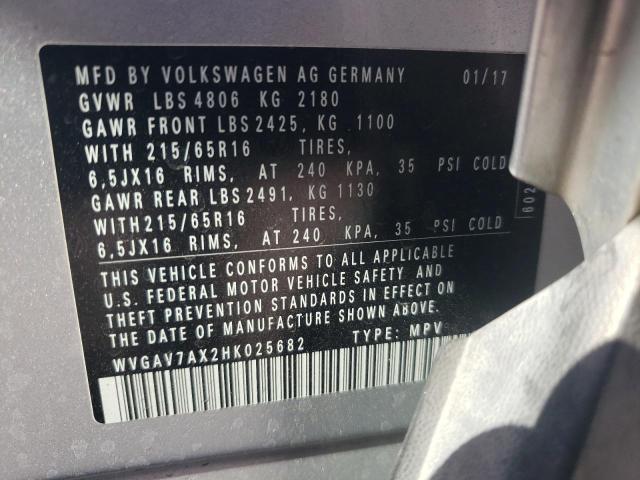 MFD BY VOLKSWAGEN AG GERMANY 01/17
GVWR LBS 4806 KG 2180
GAWR FRONT LBS 2425, KG 1100
WITH 215/65R16 TIRES,
6,5JX16 RIMS, AT 240 KPA, 35 PSI COLD
GAWR REAR LBS 2491, KG 1130
WITH215/65R16 TIRES,
6,5JX16 RIMS, AT 240 KPA, 35 PSI COLD
THIS VEHICLE CONFORMS TO ALL APPLICABLE
U.S. FEDERAL MOTOR VEHICLE SAFETY AND
THEFT PREVENTION STANDARDS IN EFFECT ON
THE DATE OF MANUFACTURE SHOWN ABOVE.
WVGAV7AX2HK025682 TYPE: MPV